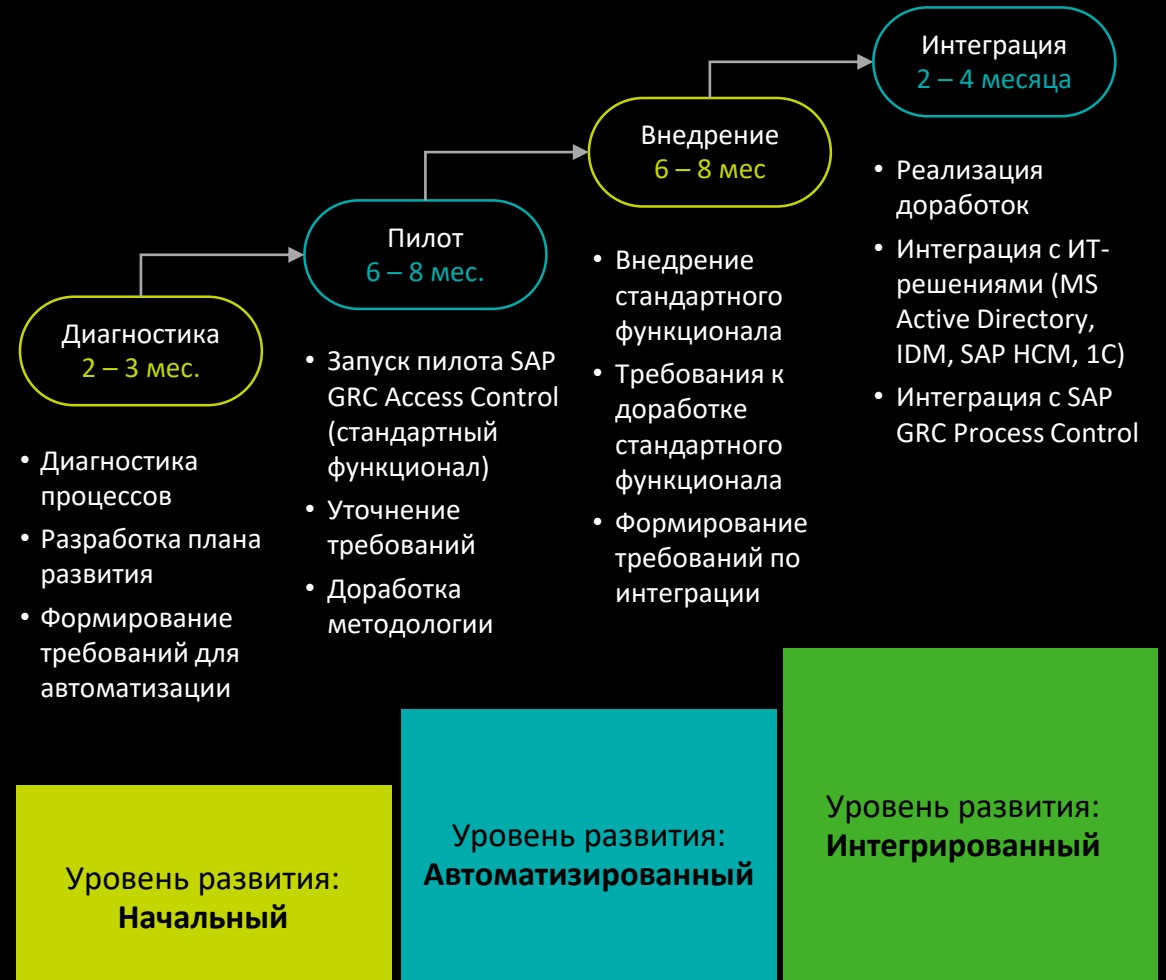 Диагностика
2 – 3 мес.
• Диагностика
процессов
• Разработка плана
развития
• Формирование
требований для
автоматизации
Пилот
6 – 8 мес.
• Запуск пилота SAP
GRC Access Control
(стандартный
функционал)
• Уточнение
требований
• Доработка
методологии
Внедрение
6 – 8 мес
• Внедрение
стандартного
функционала
• Требования к
доработке
стандартного
функционала
• Формирование
требований по
интеграции
Интеграция
2 – 4 месяца
• Реализация
доработок
• Интеграция с ИТ-
решениями (MS
Active Directory,
IDM, SAP HCM, 1С)
• Интеграция с SAP
GRC Process Control
Уровень развития:
Начальный
Уровень развития:
Автоматизированный
Уровень развития:
Интегрированный